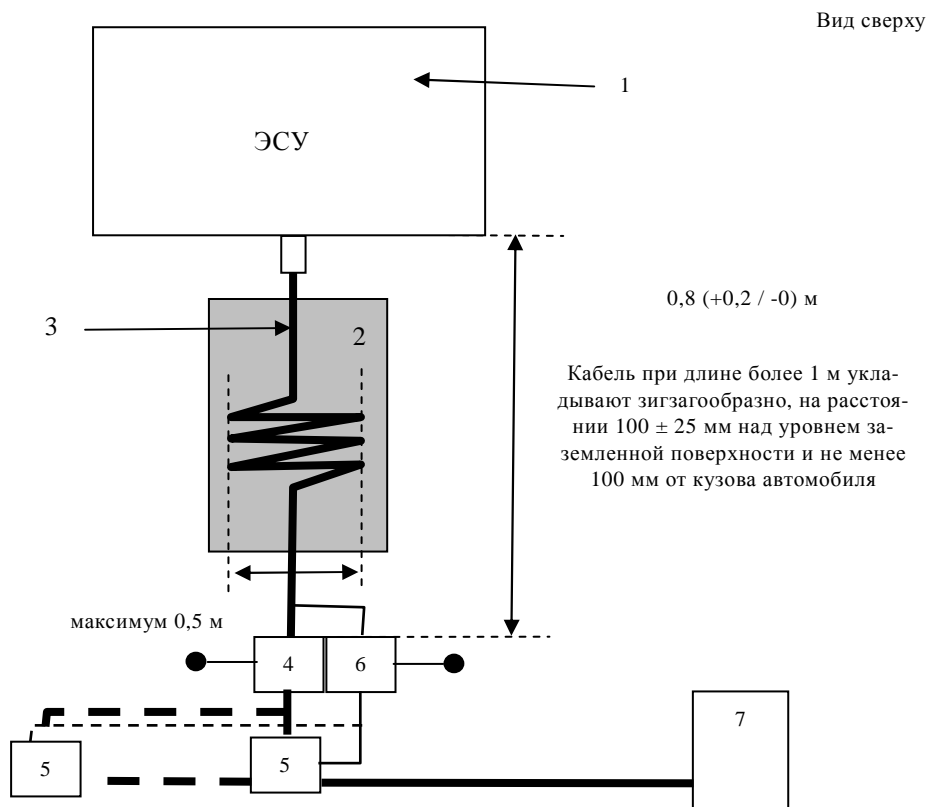 Вид сверху
1
ЭСУ
0,8 (+0,2 / -0) м
3
2
Кабель при длине более 1 м укла-
дывают зигзагообразно, на расстоя-
нии 100 ± 25 мм над уровнем за-
земленной поверхности и не менее
100 мм от кузова автомобиля
максимум 0,5 м
4
6
7
5
5